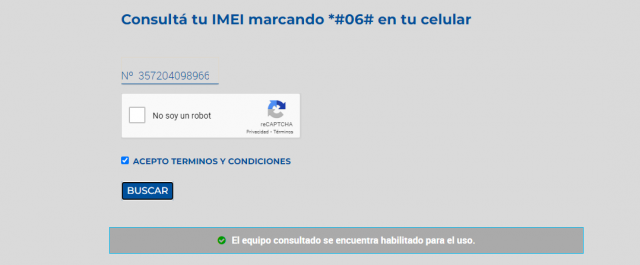 Consultá tu IMEI marcando *#06# en tu celular
Nº 357204098966
No soy un robot
reCAPTCHA
Privacidad - Términos
ACEPTO TERMINOS Y CONDICIONES
BUSCAR
El equipo consultado se encuentra habilitado para el uso.